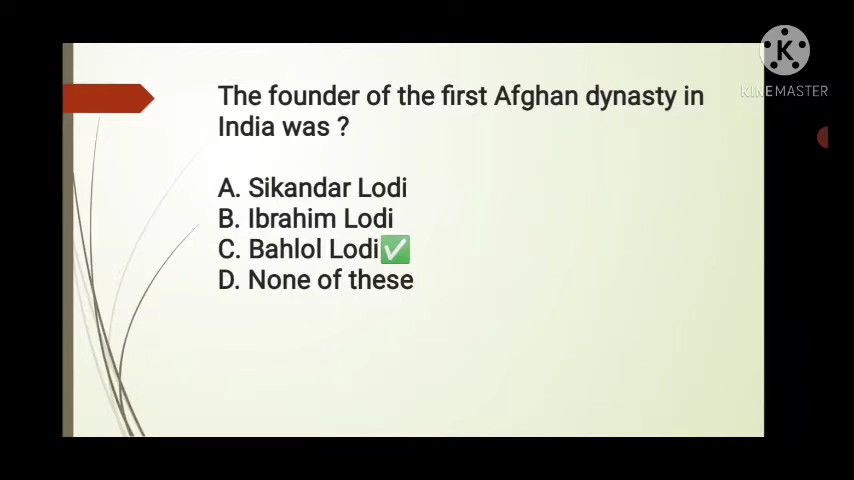 The founder of the first Afghan dynasty in
India was ?
A. Sikandar Lodi
B. Ibrahim Lodi
C. Bahlol Lodi✅
D. None of these
K
KINEMASTER